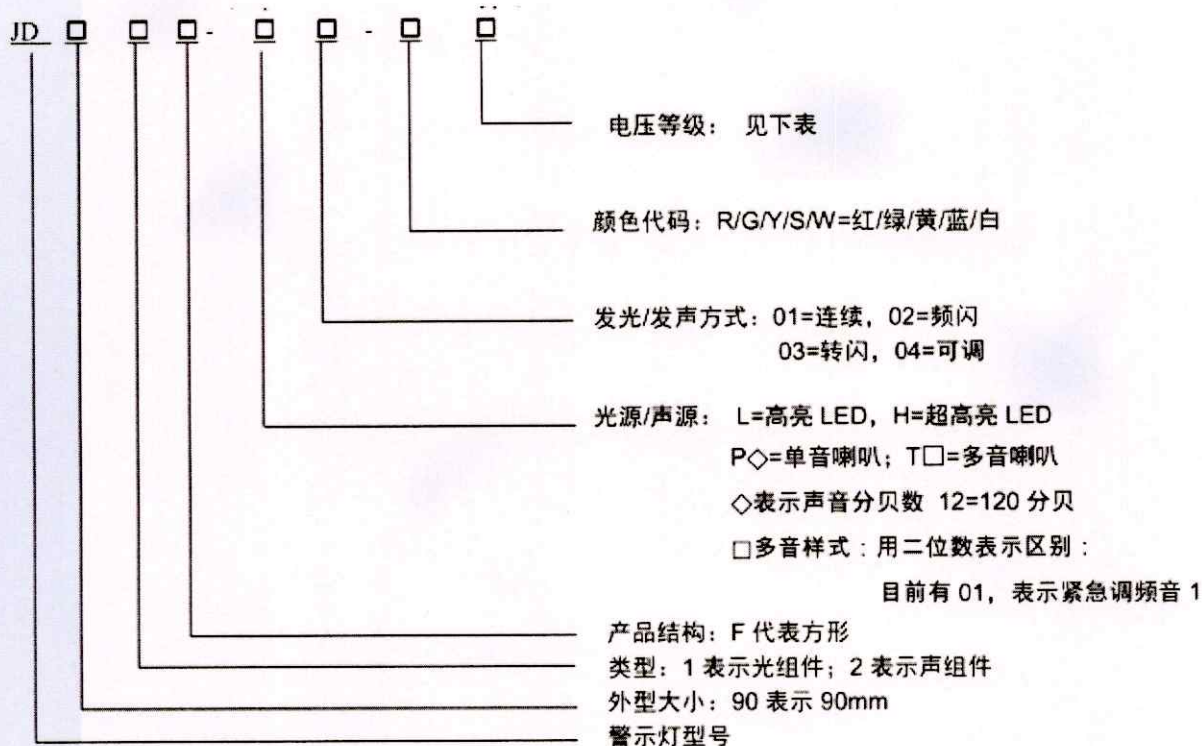 JD □ □ □ - □ □ - □ □
电压等级： 见下表
颜色代码：R/G/Y/S/W=红/绿/黄/蓝/白
发光/发声方式：01=连续，02=频闪
03=转闪，04=可调
光源/声源： L=高亮 LED，H=超高亮 LED
P◇=单音喇叭；T□=多音喇叭
◇表示声音分贝数 12=120 分贝
□多音样式：用二位数表示区别：
目前有 01，表示紧急调频音 1
产品结构：F 代表方形
类型：1 表示光组件；2 表示声组件
外型大小：90 表示 90mm
警示灯型号